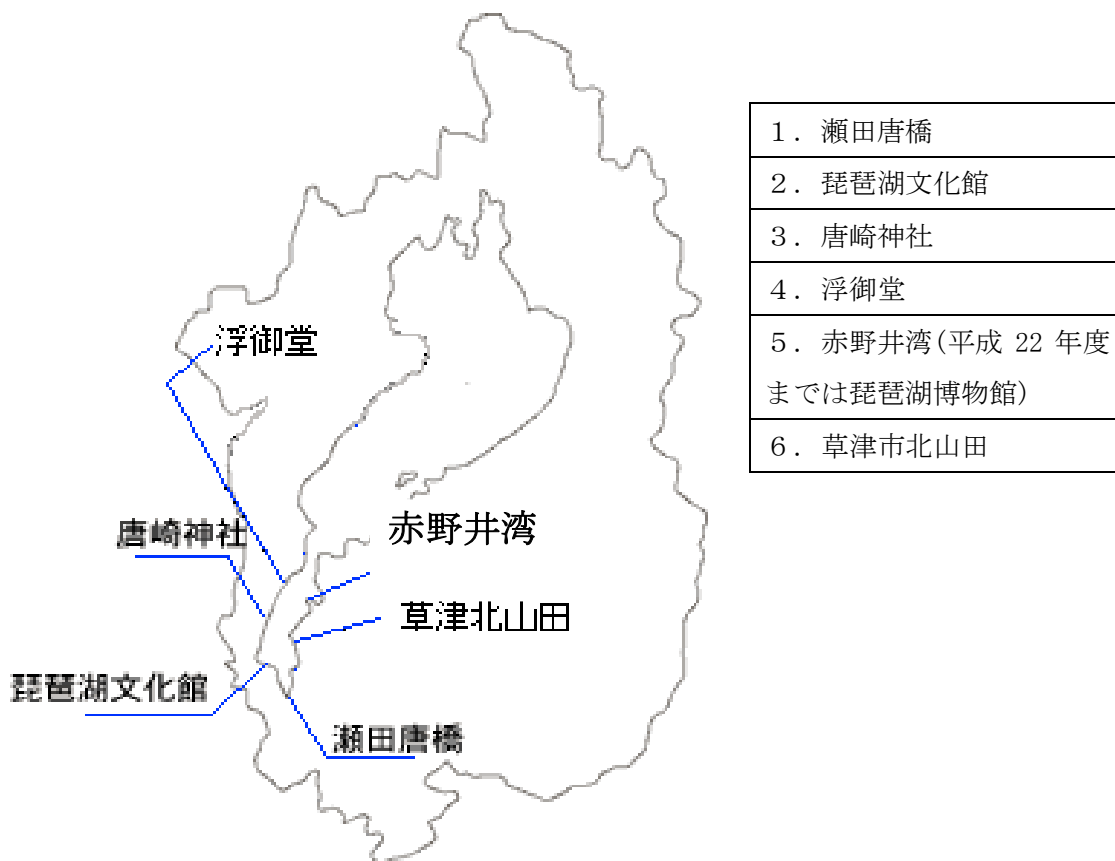 浮御堂
唐崎神社
赤野井湾
草津北山田
琵琶湖文化館
瀬田唐橋
1．瀬田唐橋
2．琵琶湖文化館
3．唐崎神社
4．浮御堂
5．赤野井湾(平成 22 年度
までは琵琶湖博物館)
6．草津市北山田